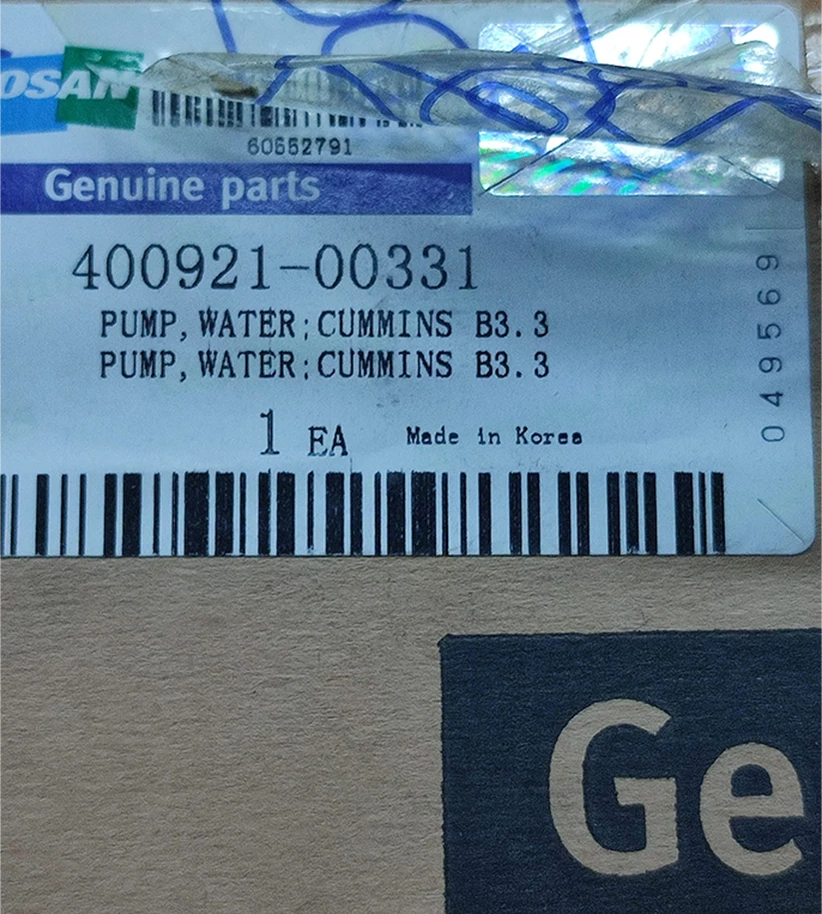 OSAN
60652791
Genuine parts
400921-00331
PUMP,WATER;CUMMINS B3.3
PUMP,WATER;CUMMINS B3.3
1 EA Made in Korea
049569
Ge